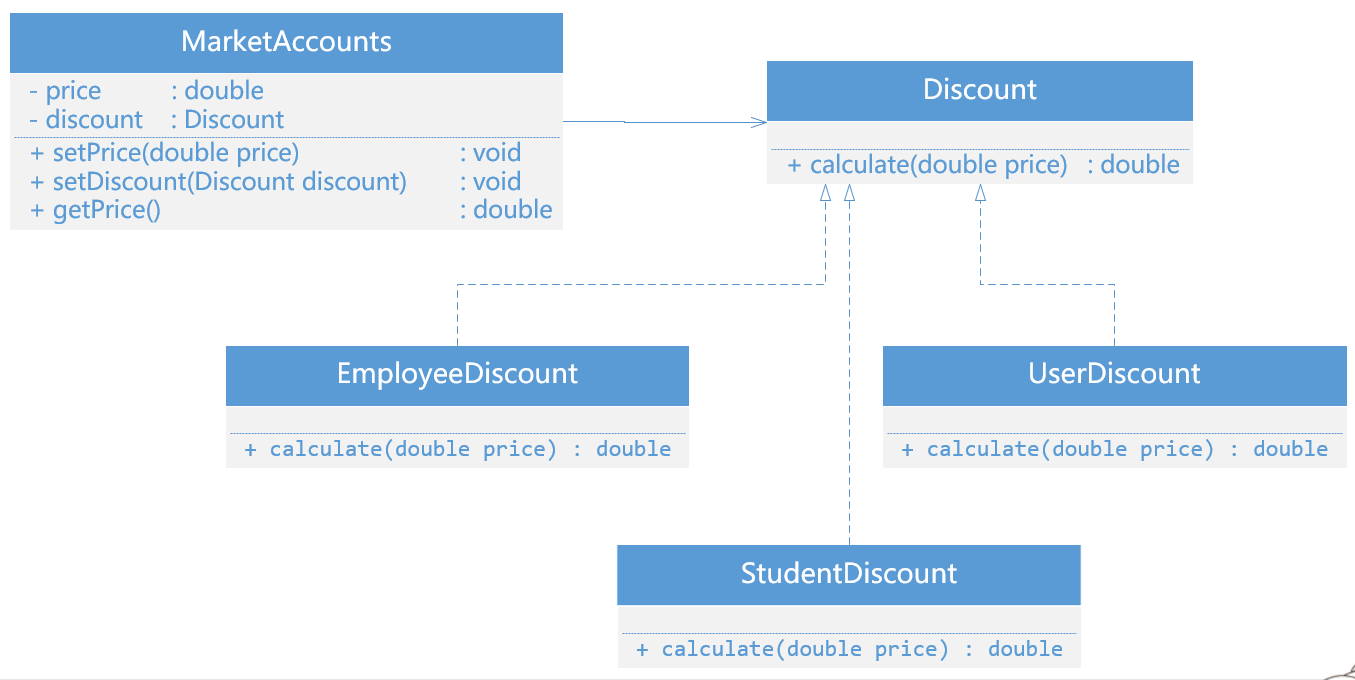 MarketAccounts
- price : double
- discount : Discount
+ setPrice(double price) : void
+ setDiscount(Discount discount) : void
+ getPrice() : double
Discount
+ calculate(double price) : double
EmployeeDiscount
+ calculate(double price) : double
UserDiscount
+ calculate(double price) : double
StudentDiscount
+ calculate(double price) : double